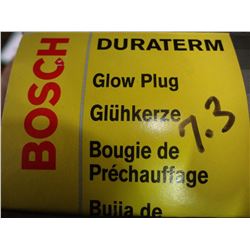 BOSCH
DURATERM
Glow Plug
Glühkerze
Bougie de
Préchauffage
Bujia de
7.3